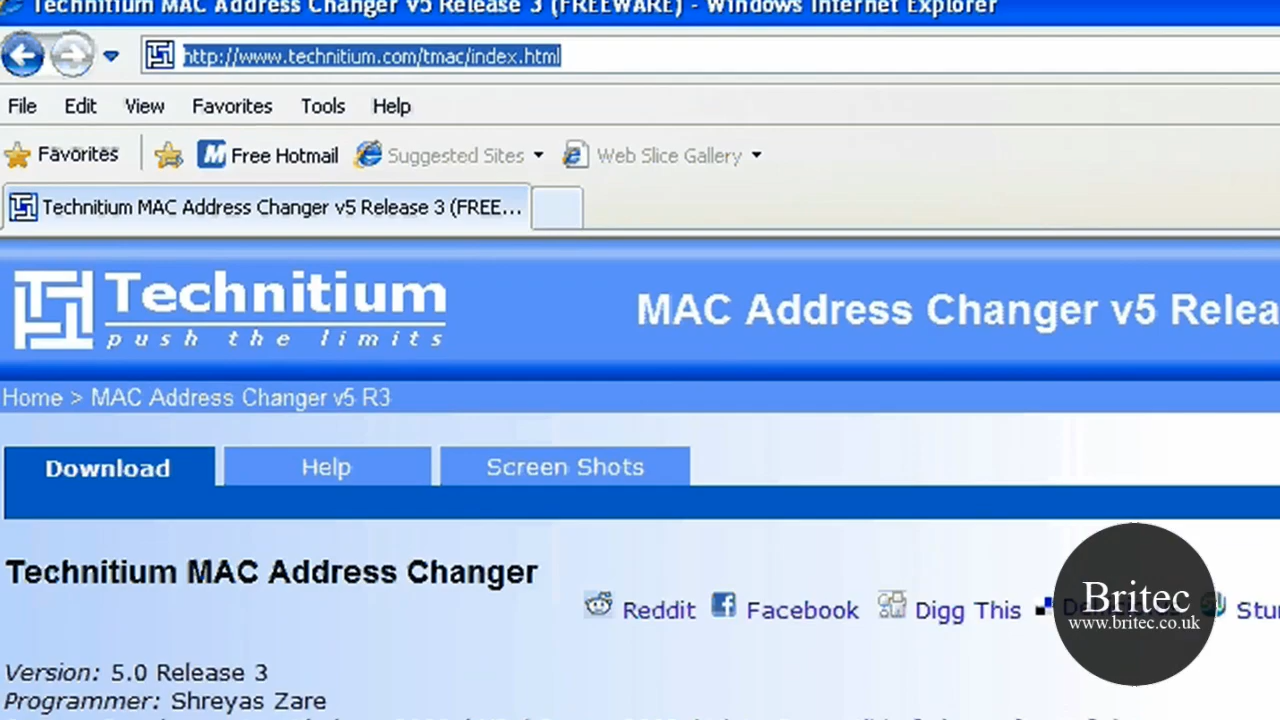 Technitium MAC Address Changer v5 Release 3 (FREEWARE) - Windows Internet Explorer
http://www.technitium.com/tmac/index.html
File Edit View Favorites Tools Help
Favorites Free Hotmail Suggested Sites Web Slice Gallery
Technitium MAC Address Changer v5 Release 3 (FREE...
Technitium
push the limits
MAC Address Changer v5 Relea
Home > MAC Address Changer v5 R3
Download Help Screen Shots
Technitium MAC Address Changer
Reddit Facebook Digg This Stu
Britec
www.britec.co.uk
Version: 5.0 Release 3
Programmer: Shreyas Zare